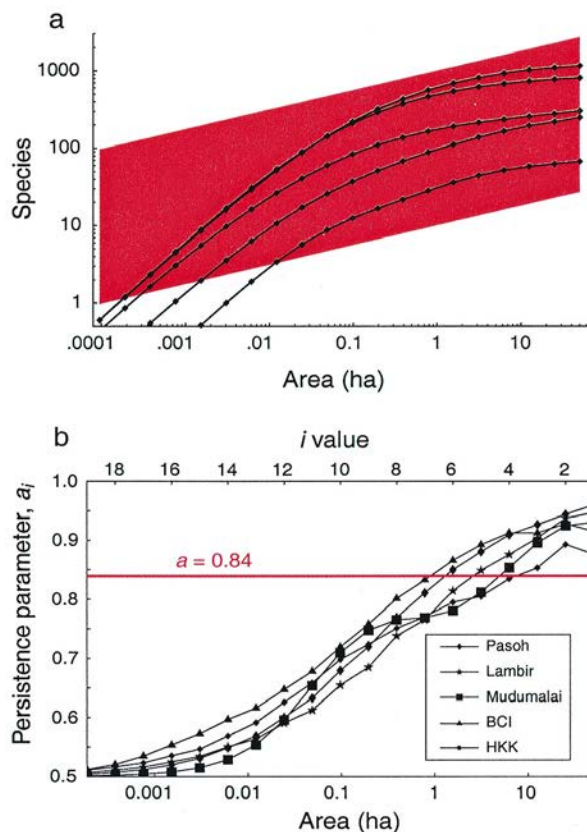 a
Species
1000
100
10
1
.0001
.001
.01
0.1
1
10
Area (ha)
b
i value
18 16 14 12 10 8 6 4 2
Persistence parameter, ai
1.0
0.9
0.8
0.7
0.6
0.5
a = 0.84
Pasoh
Lambir
Mudumalai
BCI
HKK
0.001 0.01 0.1 1 10
Area (ha)